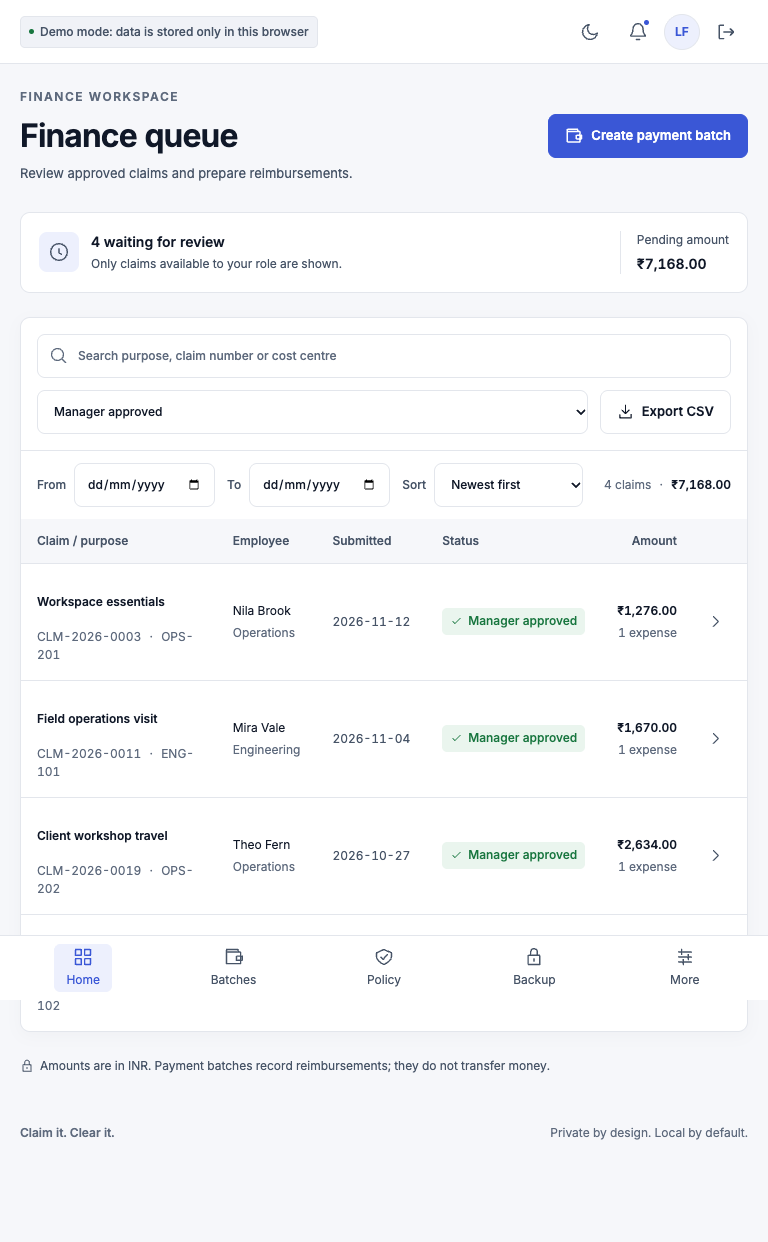 Demo mode: data is stored only in this browser
LF
FINANCE WORKSPACE
Finance queue
Create payment batch
Review approved claims and prepare reimbursements.
4 waiting for review
Only claims available to your role are shown.
Pending amount
₹7,168.00
Search purpose, claim number or cost centre
Manager approved
Export CSV
From dd/mm/yyyy To dd/mm/yyyy Sort Newest first 4 claims · ₹7,168.00
Claim / purpose Employee Submitted Status Amount
Workspace essentials
CLM-2026-0003 · OPS-
201
Nila Brook
Operations
2026-11-12
Manager approved
₹1,276.00
1 expense
Field operations visit
CLM-2026-0011 · ENG-
101
Mira Vale
Engineering
2026-11-04
Manager approved
₹1,670.00
1 expense
Client workshop travel
CLM-2026-0019 · OPS-
202
Theo Fern
Operations
2026-10-27
Manager approved
₹2,634.00
1 expense
Home
Batches
Policy
Backup
More
102
Amounts are in INR. Payment batches record reimbursements; they do not transfer money.
Claim it. Clear it.
Private by design. Local by default.